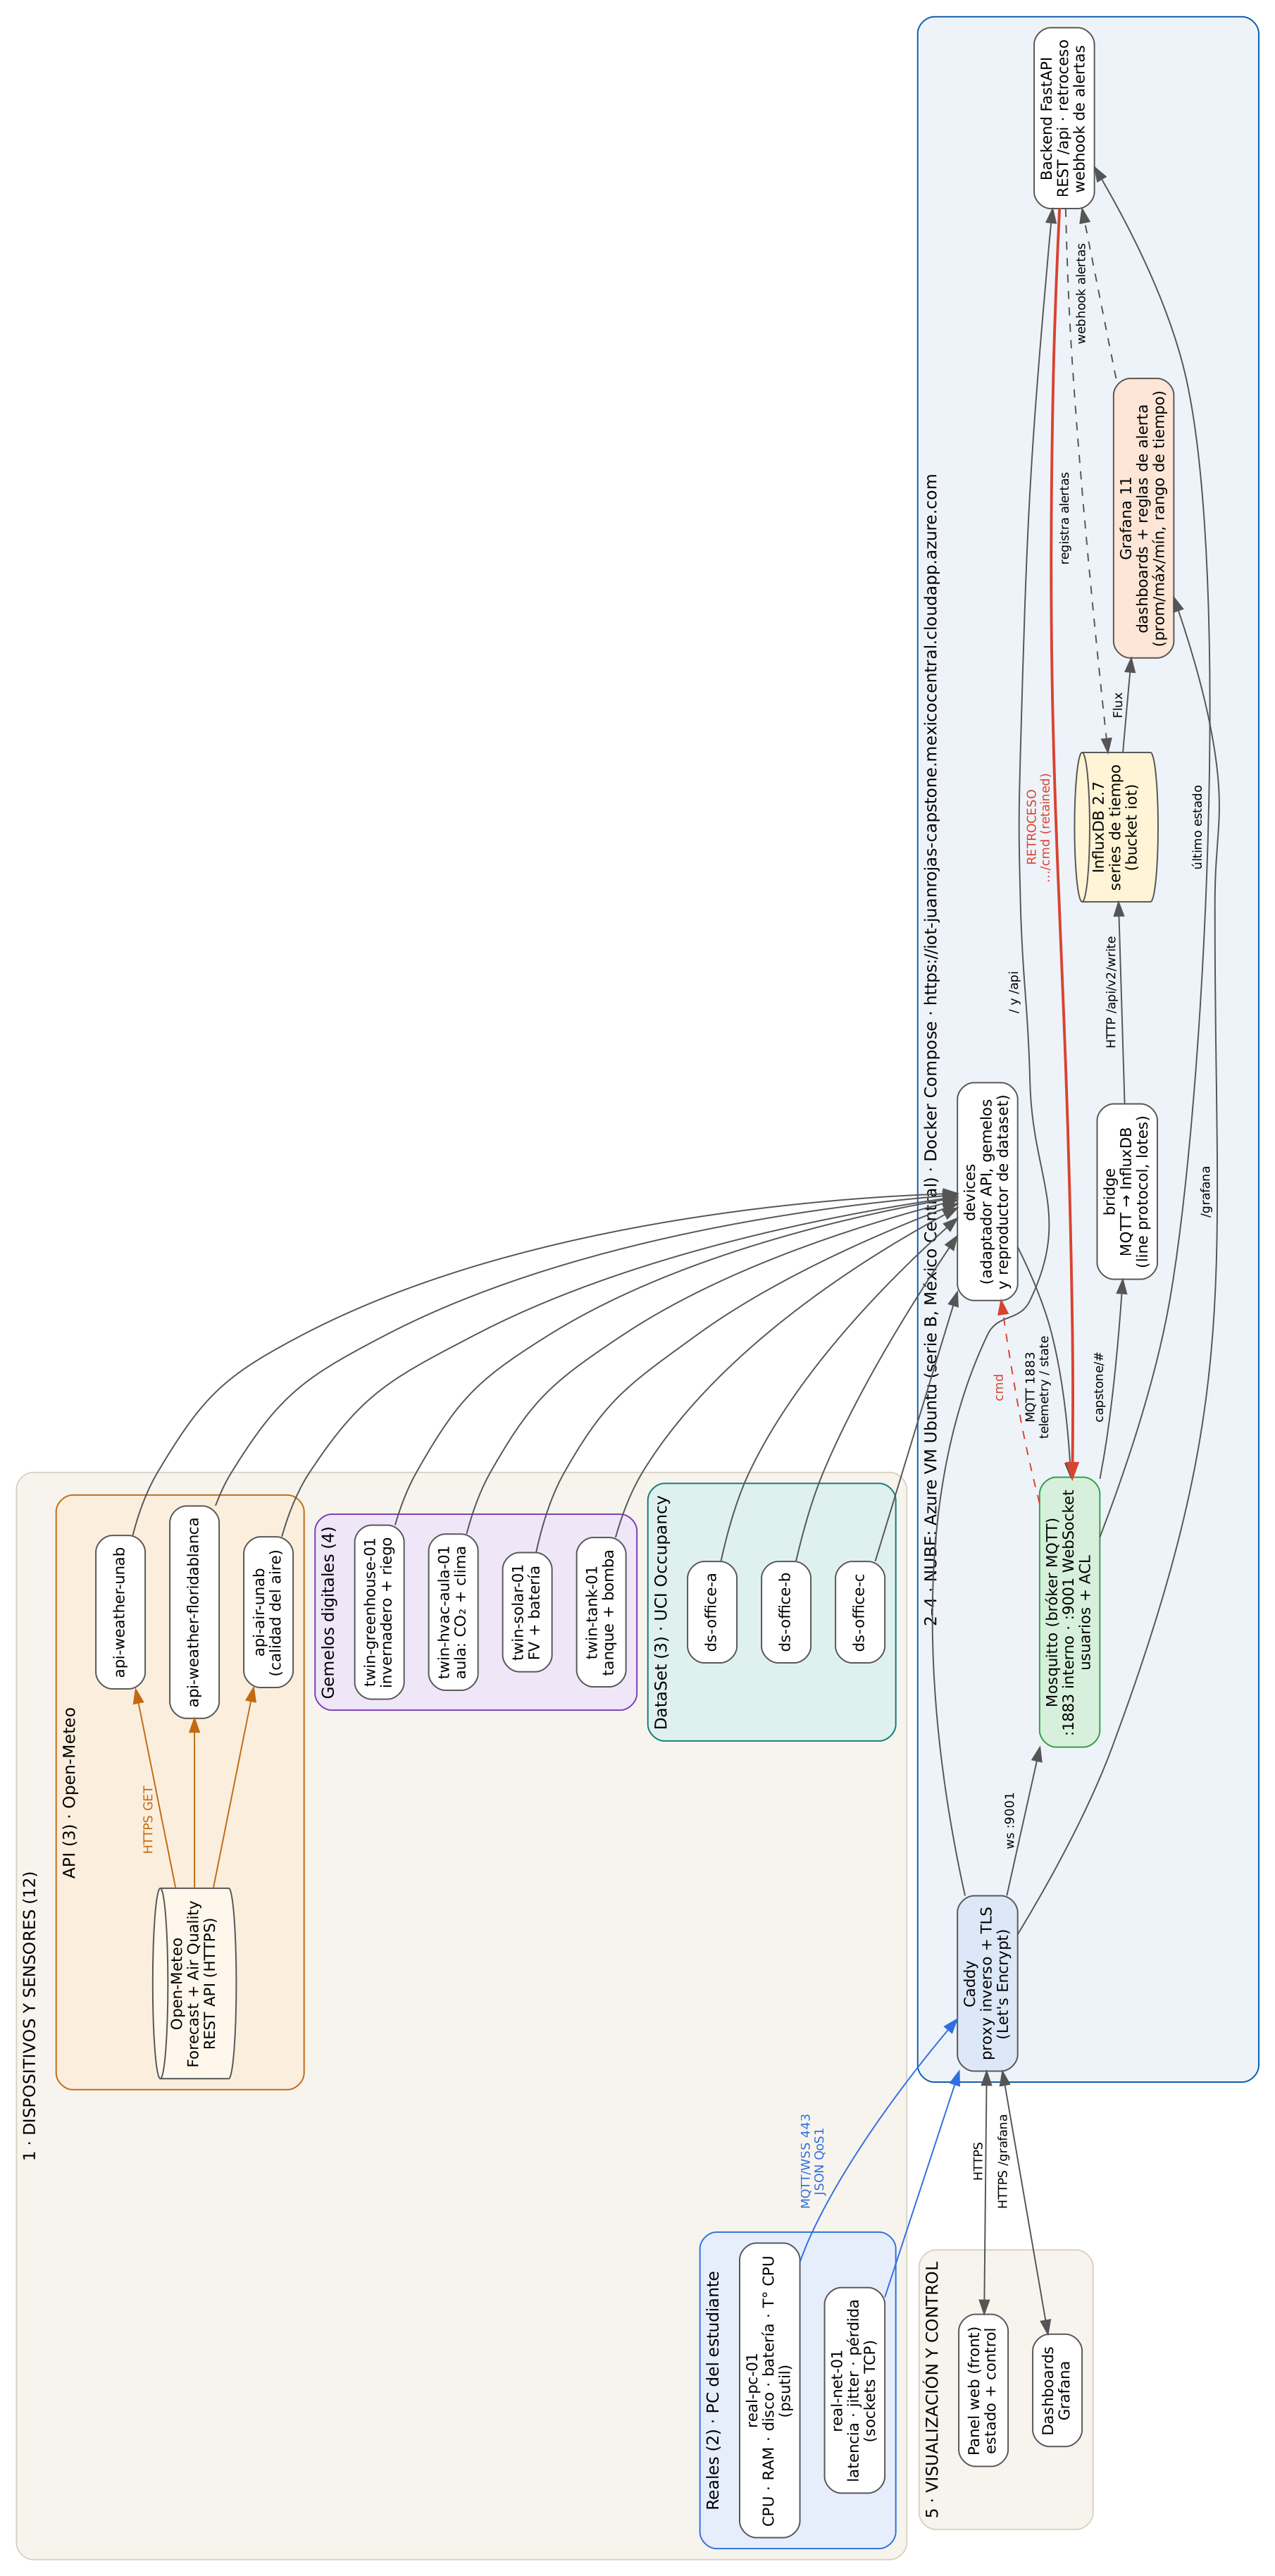 1 · DISPOSITIVOS Y SENSORES (12)
API (3) · Open-Meteo
Open-Meteo
Forecast + Air Quality
REST API (HTTPS)
HTTPS GET
api-weather-unab
api-weather-floridablanca
api-air-unab
(calidad del aire)
Gemelos digitales (4)
twin-greenhouse-01
invernadero + riego
twin-hvac-aula-01
aula: CO₂ + clima
twin-solar-01
FV + batería
twin-tank-01
tanque + bomba
DataSet (3) · UCI Occupancy
ds-office-a
ds-office-b
ds-office-c
Reales (2) · PC del estudiante
real-pc-01
CPU · RAM · disco · batería · T° CPU
(psutil)
real-net-01
latencia · jitter · pérdida
(sockets TCP)
MQTT/WSS 443
JSON QoS1
5 · VISUALIZACIÓN Y CONTROL
Panel web (front)
estado + control
Dashboards
Grafana
HTTPS
HTTPS /grafana
2–4 · NUBE: Azure VM Ubuntu (serie B, México Central) · Docker Compose · https://iot-juanrojas-capstone.mexicocentral.cloudapp.azure.com
Caddy
proxy inverso + TLS
(Let's Encrypt)
ws :9001
Mosquitto (bróker MQTT)
:1883 interno · :9001 WebSocket
usuarios + ACL
cmd
MQTT 1883
telemetry / state
capstone/#
devices
(adaptador API, gemelos
y reproductor de dataset)
bridge
MQTT → InfluxDB
(line protocol, lotes)
/grafana
/ y /api
HTTP /api/v2/write
RETROCESO
.../cmd (retained)
InfluxDB 2.7
series de tiempo
(bucket iot)
último estado
Flux
registra alertas
Grafana 11
dashboards + reglas de alerta
(prom/máx/mín, rango de tiempo)
webhook alertas
Backend FastAPI
REST /api · retroceso
webhook de alertas